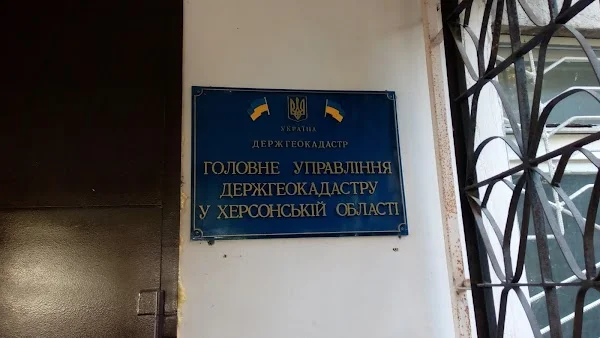 УКРАЇНА
ДЕРЖГЕОКАДАСТР
ГОЛОВНЕ УПРАВЛІННЯ
ДЕРЖГЕОКАДАСТРУ
У ХЕРСОНСЬКІЙ ОБЛАСТІ